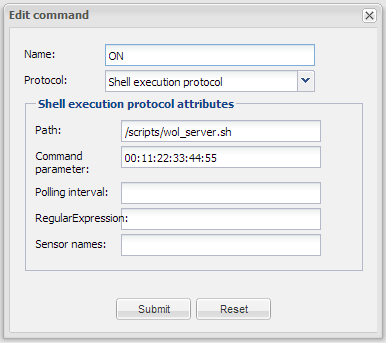 Edit command
Name: ON
Protocol: Shell execution protocol
Shell execution protocol attributes
Path: /scripts/wol_server.sh
Command parameter: 00:11:22:33:44:55
Polling interval:
RegularExpression:
Sensor names:
Submit Reset